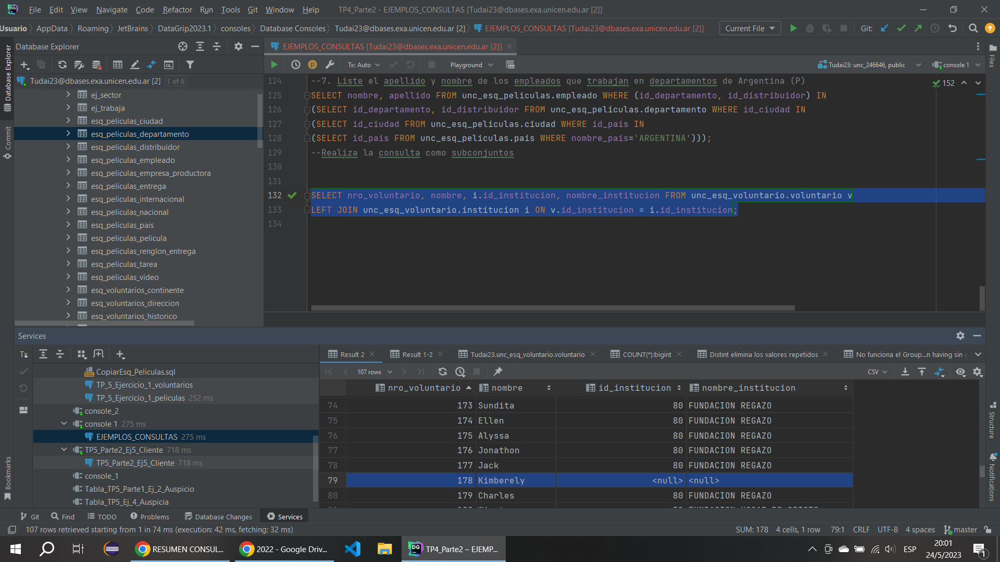 File Edit View Navigate Code Refactor Run Tools Git Window Help TP4_Parte2 - EJEMPLOS_CONSULTAS [Tudai23@dbases.exa.unicen.edu.ar [2]]
Usuario AppData Roaming JetBrains DataGrip2023.1 consoles Database Consoles Tudai23@dbases.exa.unicen.edu.ar [2] EJEMPLOS_CONSULTAS [Tudai23@dbases.exa.unicen.edu.ar [2]] Current File Git:
Database Explorer
EJEMPLOS_CONSULTAS [Tudai23@dbases.exa.unicen.edu.ar [2]]
Tx: Auto Playground Tudai23: unc_246646, public console 1
Database Explorer
Commit
Bookmarks
Files
Structure
Notifications
Tudai23@dbases.exa.unicen.edu.ar [2] 1 of 8
ej_sector
ej_trabaja
esq_peliculas_ciudad
esq_peliculas_departamento
esq_peliculas_distribuidor
esq_peliculas_empleado
esq_peliculas_empresa_productora
esq_peliculas_entrega
esq_peliculas_internacional
esq_peliculas_nacional
esq_peliculas_pais
esq_peliculas_pelicula
esq_peliculas_renglon_entrega
esq_peliculas_tarea
esq_peliculas_video
esq_voluntarios_continente
esq_voluntarios_direccion
esq_voluntarios_historico
152
124 --7. Liste el apellido y nombre de los empleados que trabajan en departamentos de Argentina (P)
125 SELECT nombre, apellido FROM unc_esq_peliculas.empleado WHERE (id_departamento, id_distribuidor) IN
126 (SELECT id_departamento, id_distribuidor FROM unc_esq_peliculas.departamento WHERE id_ciudad IN
127 (SELECT id_ciudad FROM unc_esq_peliculas.ciudad WHERE id_pais IN
128 (SELECT id_pais FROM unc_esq_peliculas.pais WHERE nombre_pais='ARGENTINA')));
129 --Realiza la consulta como subconjuntos
130
131
132 SELECT nro_voluntario, nombre, i.id_institucion, nombre_institucion FROM unc_esq_voluntario.voluntario v
133 LEFT JOIN unc_esq_voluntario.institucion i ON v.id_institucion = i.id_institucion;
134
Services
Tx
CopiarEsq_Peliculas.sql
TP_5_Ejercicio_1_voluntarios
TP_5_Ejercicio_1_peliculas 252 ms
console_2
console 1 275 ms
EJEMPLOS_CONSULTAS 275 ms
TP5_Parte2_Ej5_Cliente 718 ms
TP5_Parte2_Ej5_Cliente 718 ms
console_1
Tabla_TP5_Parte1_Ej_2_Auspicio
Tabla_TP5_Ej_4_Auspicia
Result 2 Result 1-2 Tudai23.unc_esq_voluntario.voluntario COUNT(*):bigint Distint elimina los valores repetidos No funciona el Group...n having sin
107 rows CSV
nro_voluntario nombre id_institucion nombre_institucion
74 173 Sundita 80 FUNDACION REGAZO
75 174 Ellen 80 FUNDACION REGAZO
76 175 Alyssa 80 FUNDACION REGAZO
77 176 Jonathon 80 FUNDACION REGAZO
78 177 Jack 80 FUNDACION REGAZO
79 178 Kimberely <null> <null>
80 179 Charles 80 FUNDACION REGAZO
Git Find TODO Problems Database Changes Services
107 rows retrieved starting from 1 in 74 ms (execution: 42 ms, fetching: 32 ms) SUM: 178 4 cells, 1 row 79:1 CRLF UTF-8 4 spaces master
RESUMEN CONSUL... 2022 - Google Driv... TP4_Parte2 – EJEMP... ESP 20:01
24/5/2023
1